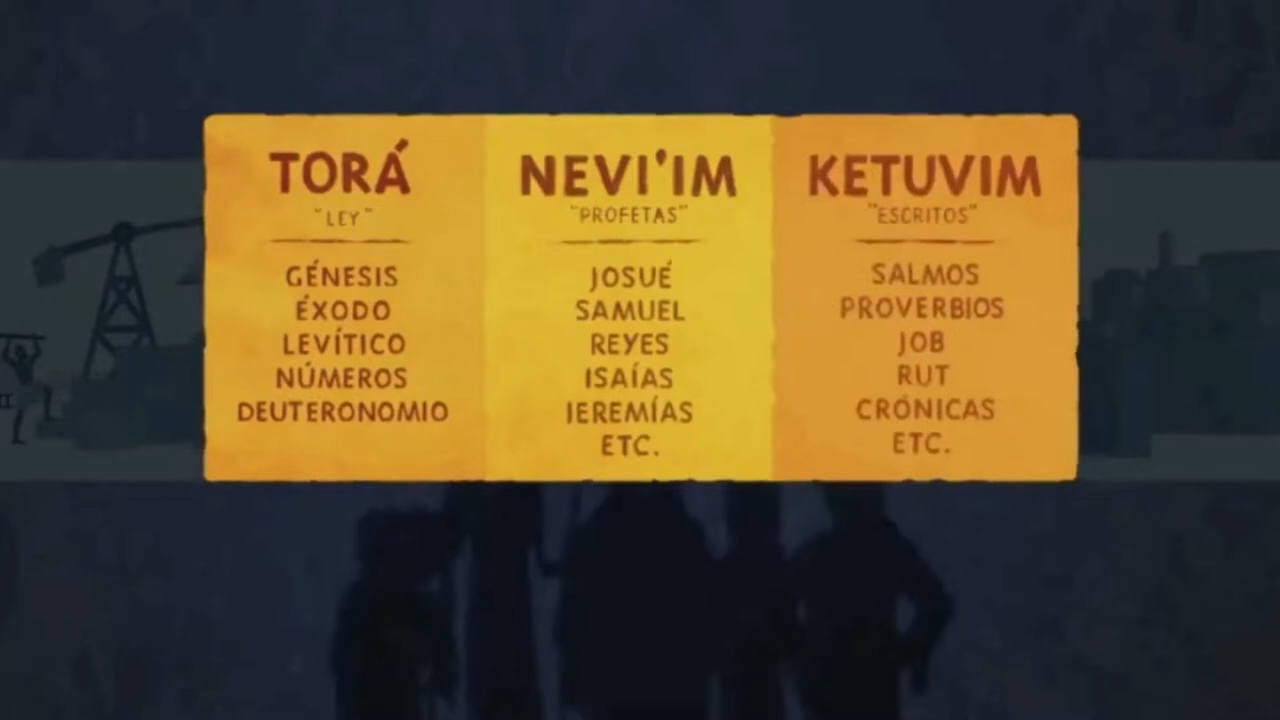 TORÁ
"LEY"
GÉNESIS
ÉXODO
LEVÍTICO
NÚMEROS
DEUTERONOMIO
NEVI'IM
"PROFETAS"
JOSUÉ
SAMUEL
REYES
ISAÍAS
JEREMÍAS
ETC.
KETUVIM
"ESCRITOS"
SALMOS
PROVERBIOS
JOB
RUT
CRÓNICAS
ETC.